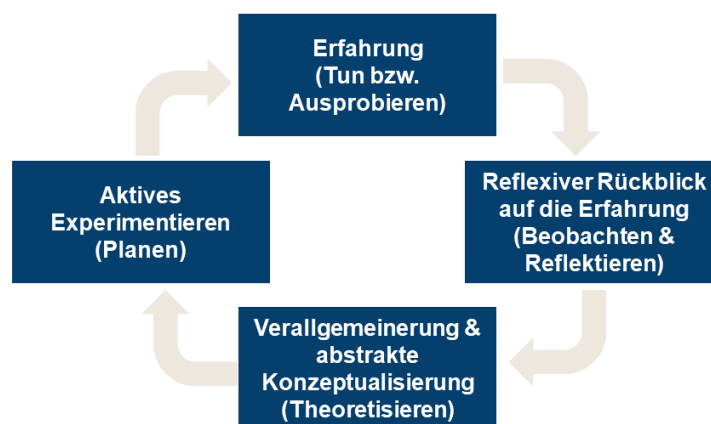 Erfahrung
(Tun bzw.
Ausprobieren)
Reflexiver Rückblick
auf die Erfahrung
(Beobachten &
Reflektieren)
Verallgemeinerung &
abstrakte
Konzeptualisierung
(Theoretisieren)
Aktives
Experimentieren
(Planen)